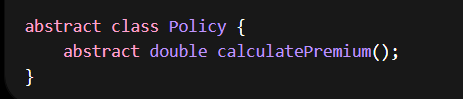 abstract class Policy {
    abstract double calculatePremium();
}